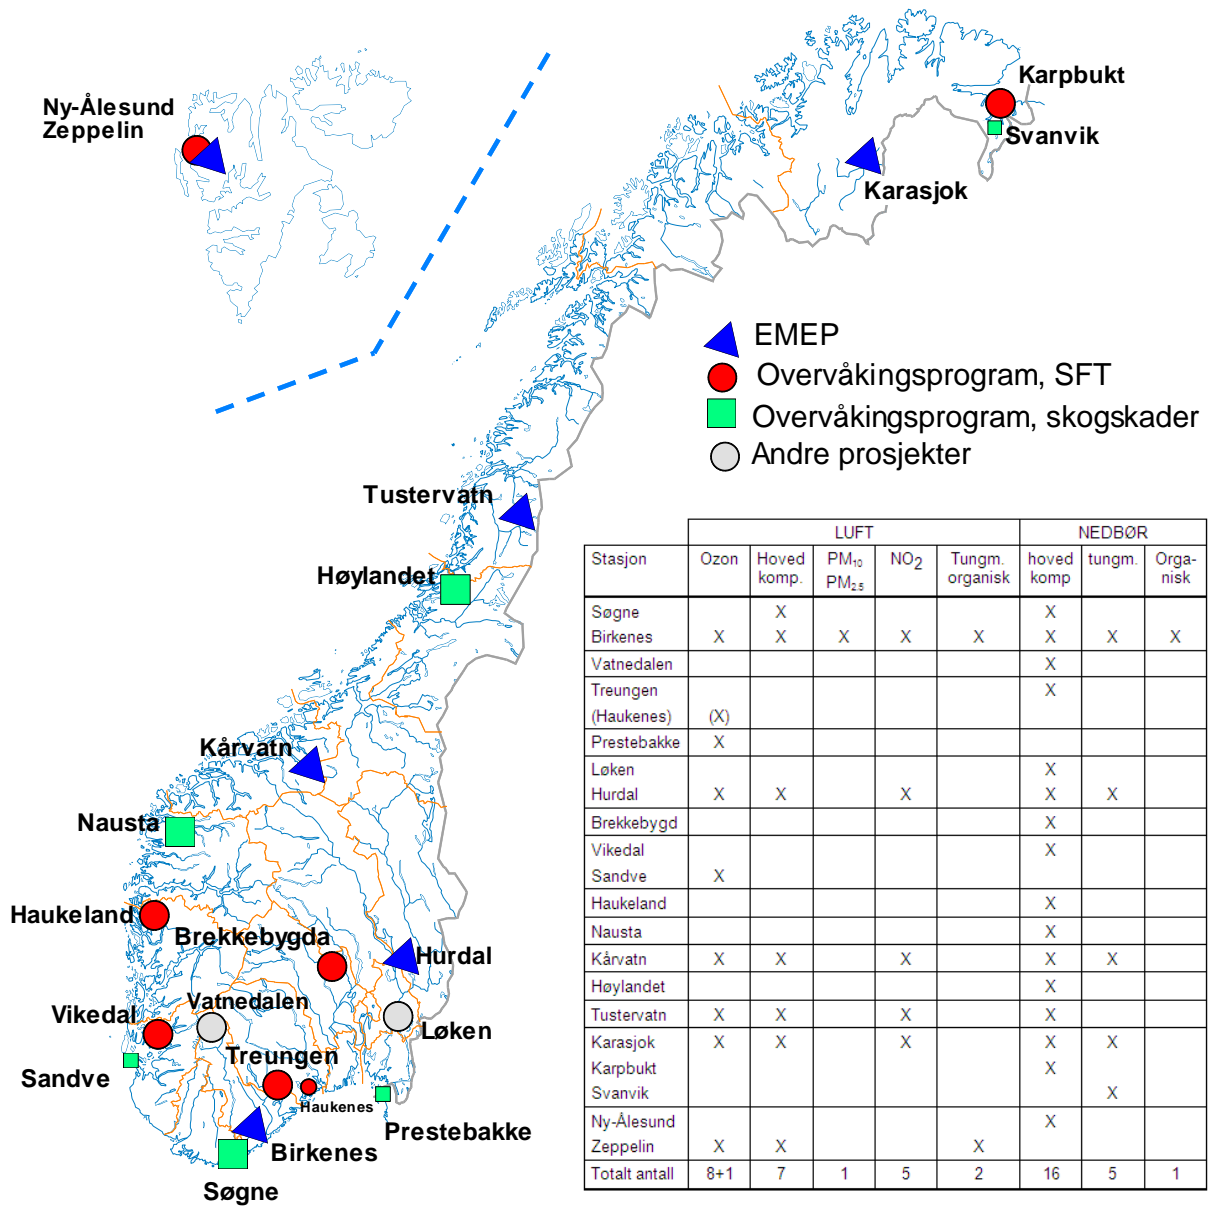 Ny-Ålesund
Zeppelin
Karpbukt
Svanvik
Karasjok
EMEP
Overvåkingsprogram, SFT
Overvåkingsprogram, skogskader
Andre prosjekter
Tustervatn
Høylandet
Kårvatn
Nausta
Haukeland
Brekkebygda
Hurdal
Vatnedalen
Vikedal
Løken
Treungen
Sandve
Haukenes
Prestebakke
Birkenes
Søgne
LUFT NEDBØR
Stasjon Ozon Hoved PM10 NO2 Tungm. hoved tungm. Orga-
komp. PM2.5 organisk komp nisk
Søgne X X
Birkenes X X X X X X X X
Vatnedalen X
Treungen X
(Haukenes) (X)
Prestebakke X
Løken X
Hurdal X X X X X
Brekkebygd X
Vikedal X
Sandve X
Haukeland X
Nausta X
Kårvatn X X X X X
Høylandet X
Tustervatn X X X X
Karasjok X X X X X
Karpbukt X
Svanvik X
Ny-Ålesund X
Zeppelin X X X
Totalt antall 8+1 7 1 5 2 16 5 1